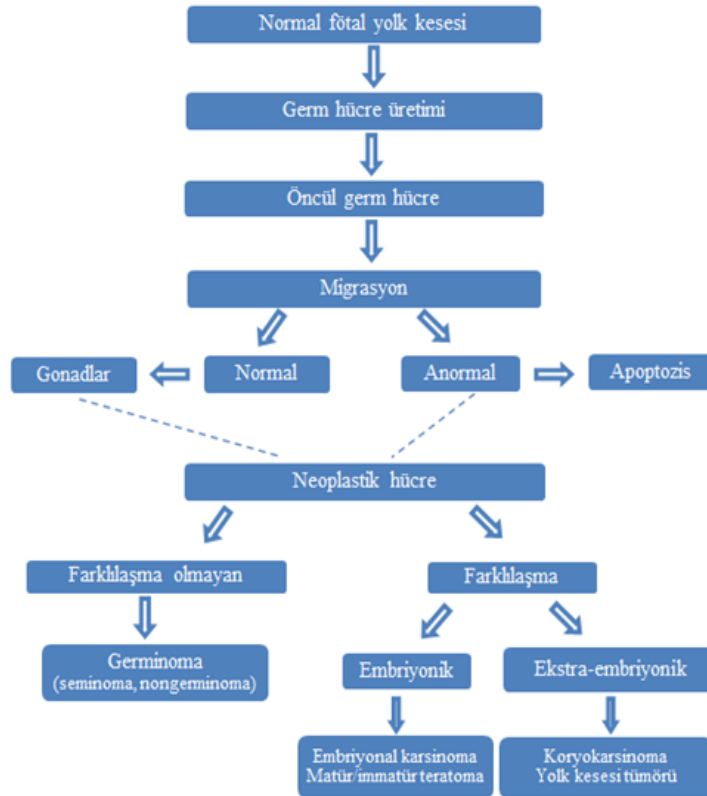 Normal fötal yolk kesesi
Germ hücre üretimi
Öncül germ hücre
Migrasyon
Gonadlar
Normal
Anormal
Apoptozis
Neoplastik hücre
Farklılaşma olmayan
Farklılaşma
Germinoma
(seminoma, nongerminoma)
Embriyonik
Ekstra-embriyonik
Embriyonal karsinoma
Matür/immatür teratoma
Koryokarsinoma
Yolk kesesi tümörü